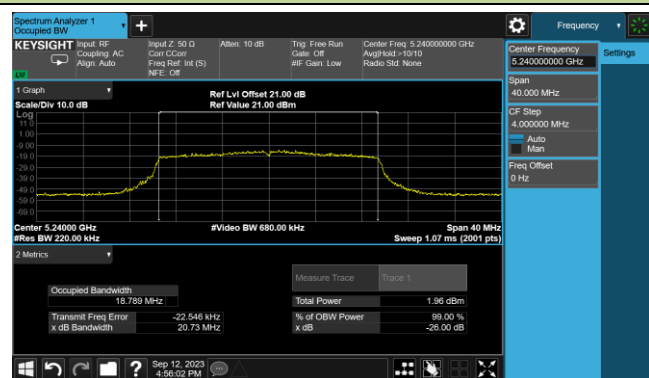 Spectrum Analyzer 1
Occupied BW
Frequency
KEYSIGHT
Input: RF
Coupling: AC
Align: Auto
Input Z: 50 Ω
Corr CCorr
Freq Ref: Int (S)
NFE: Off
Atten: 10 dB
Trig: Free Run
Gate: Off
#IF Gain: Low
Center Freq: 5.240000000 GHz
Avg|Hold:>10/10
Radio Std: None
LVI
Center Frequency
5.240000000 GHz
Settings
Span
40.000 MHz
CF Step
4.000000 MHz
Auto
Man
Freq Offset
0 Hz
1 Graph
Scale/Div 10.0 dB
Ref Lvl Offset 21.00 dB
Ref Value 21.00 dBm
Log
11.0
1.00
-9.00
-19.0
-29.0
-39.0
-49.0
-59.0
-69.0
Center 5.24000 GHz
#Res BW 220.00 kHz
#Video BW 680.00 kHz
Span 40 MHz
Sweep 1.07 ms (2001 pts)
2 Metrics
Measure Trace
Trace 1
Occupied Bandwidth
18.789 MHz
Total Power
1.96 dBm
Transmit Freq Error
-22.546 kHz
% of OBW Power
99.00 %
x dB Bandwidth
20.73 MHz
x dB
-26.00 dB
Sep 12, 2023
4:56:02 PM